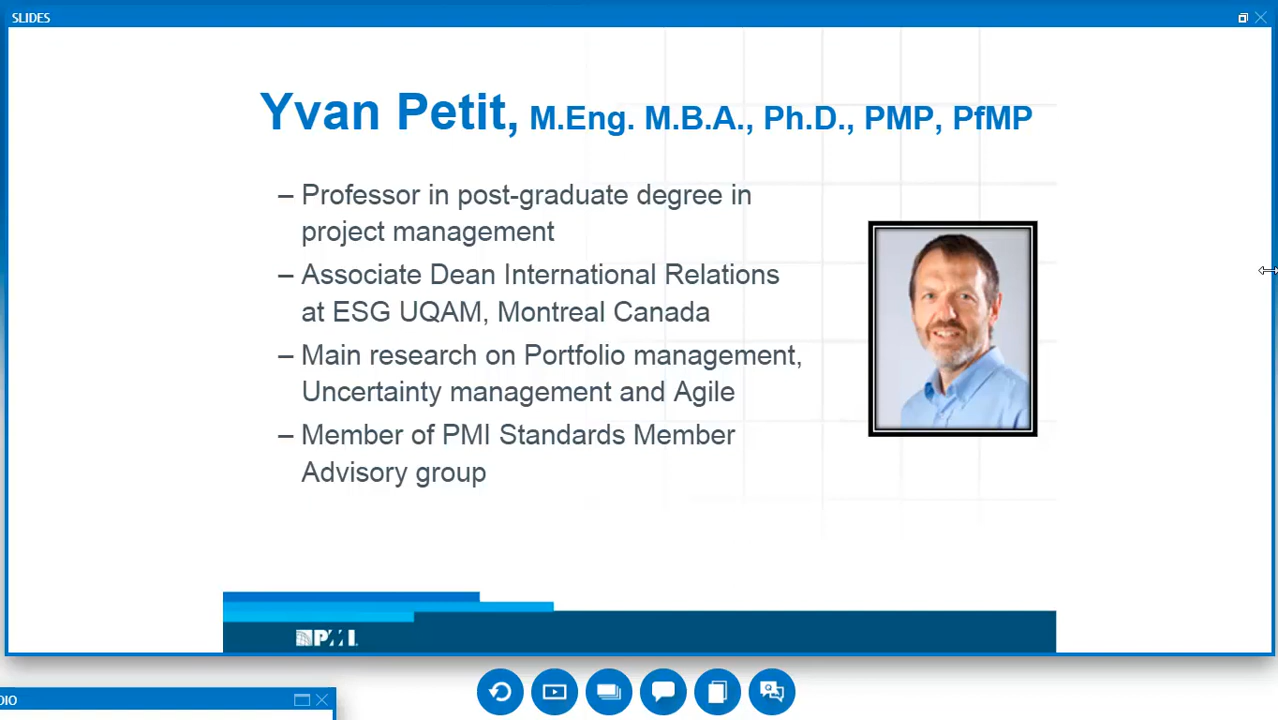 SLIDES
Yvan Petit, M.Eng. M.B.A., Ph.D., PMP, PfMP
– Professor in post-graduate degree in
project management
– Associate Dean International Relations
at ESG UQAM, Montreal Canada
– Main research on Portfolio management,
Uncertainty management and Agile
– Member of PMI Standards Member
Advisory group
PMI
DIO